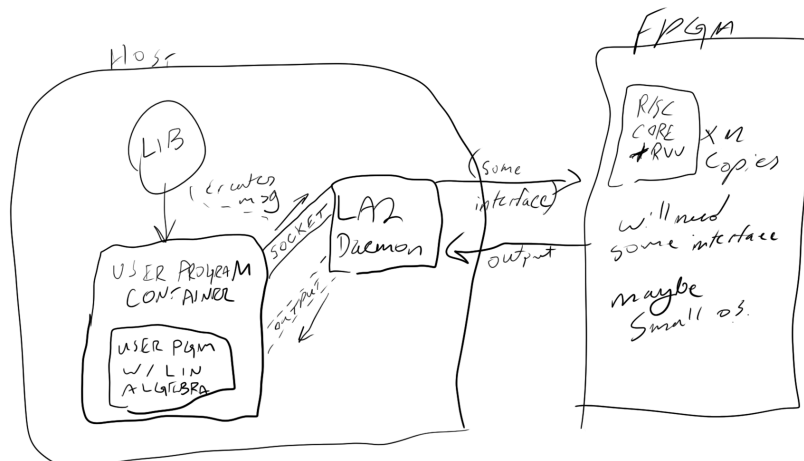 HOST
LIB
(creates
msg
SOCKET
LAZ
Daemon
OUTPUT
USER PROGRAM
CONTAINER
USER PGM
W/ LIN
ALGEBRA
(some
interface)
output
FPGA
RISC
CORE
+RVV
x n
copies
will need
some interface
maybe
small os.